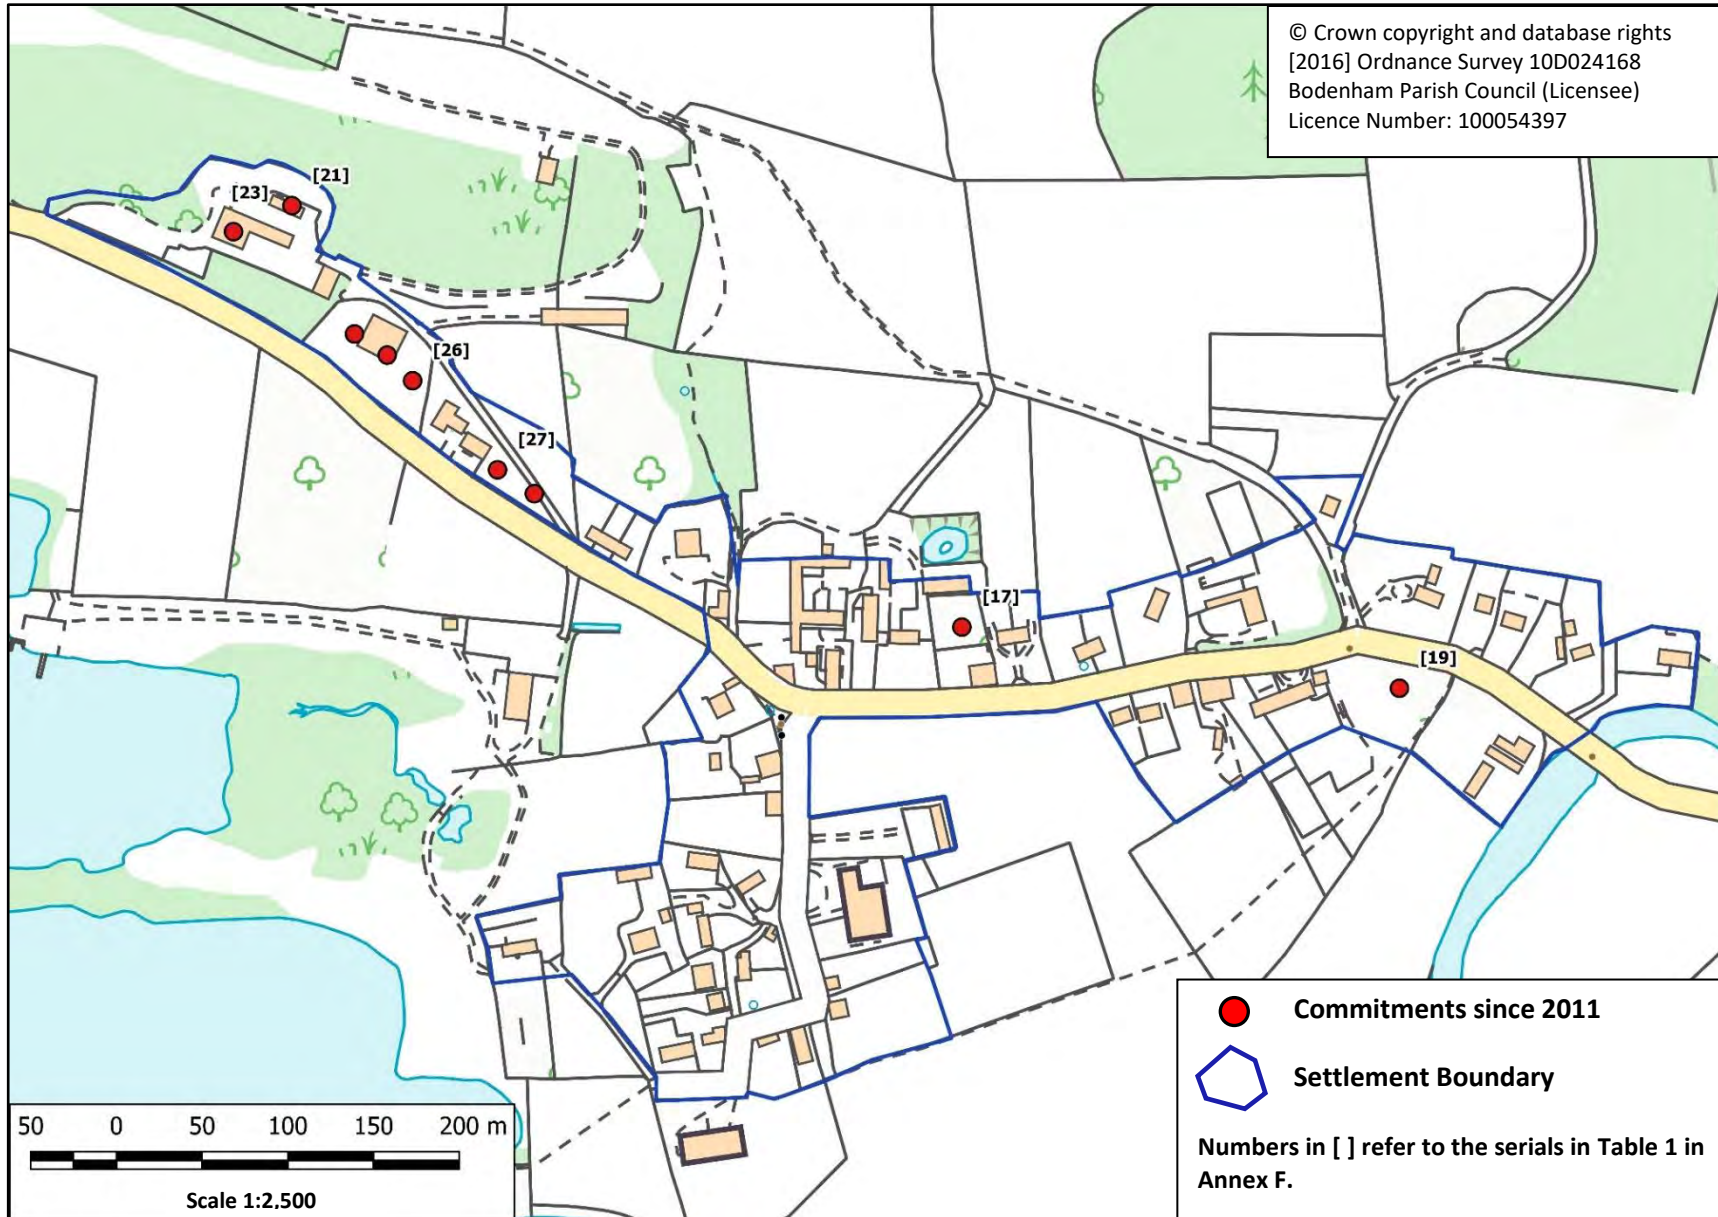 © Crown copyright and database rights
[2016] Ordnance Survey 10D024168
Bodenham Parish Council (Licensee)
Licence Number: 100054397
[21]
[23]
[26]
[27]
[17]
[19]
Commitments since 2011
Settlement Boundary
Numbers in [ ] refer to the serials in Table 1 in
Annex F.
50 0 50 100 150 200 m
Scale 1:2,500